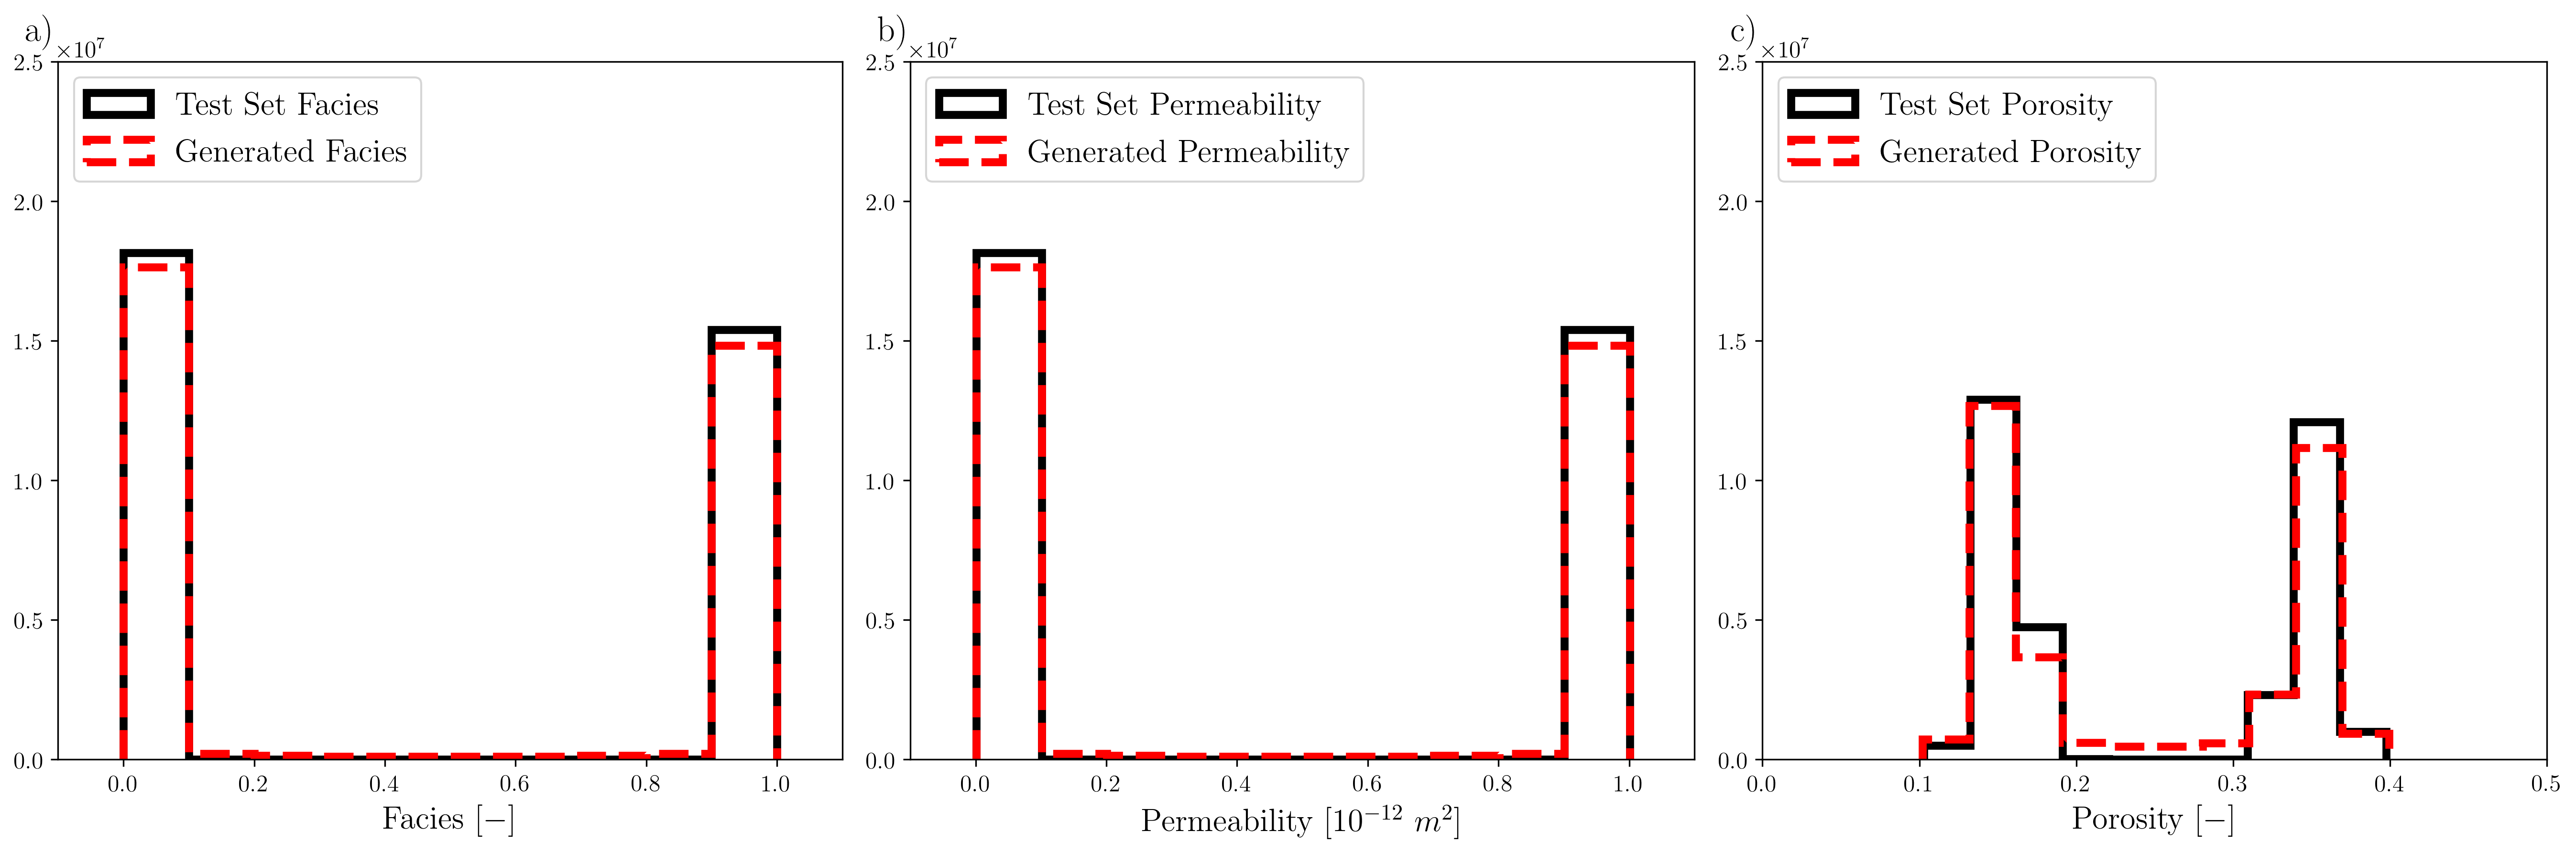 a)
×10^7
2.5
2.0
1.5
1.0
0.5
0.0
Test Set Facies
Generated Facies
0.0 0.2 0.4 0.6 0.8 1.0
Facies [−]
b)
×10^7
2.5
2.0
1.5
1.0
0.5
0.0
Test Set Permeability
Generated Permeability
0.0 0.2 0.4 0.6 0.8 1.0
Permeability [10^−12 m^2]
c)
×10^7
2.5
2.0
1.5
1.0
0.5
0.0
Test Set Porosity
Generated Porosity
0.0 0.1 0.2 0.3 0.4 0.5
Porosity [−]